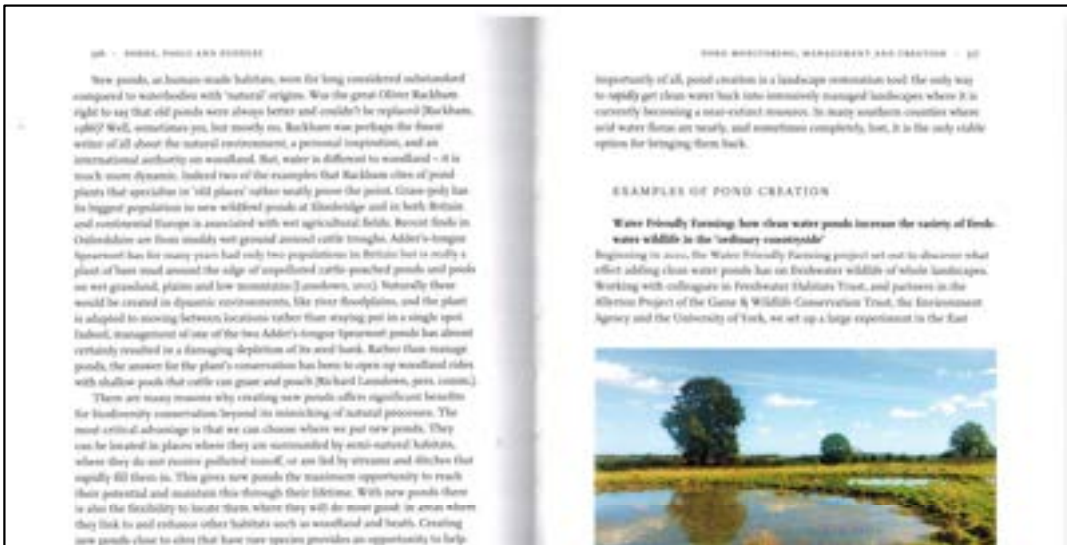 PONDS, POOLS AND PUDDLES
New ponds, as human-made habitats, were for long considered substandard
compared to waterbodies with 'natural' origins. Was the great Oliver Rackham
right to say that old ponds were always better and couldn't be replaced (Rackham,
1986)? Well, sometimes yes, but mostly no. Rackham was perhaps the finest
writer of all about the natural environment, a personal inspiration, and an
international authority on woodland. But, water is different to woodland – it is
much more dynamic. Indeed two of the examples that Rackham cites of pond
plants that specialise in 'old places' rather neatly prove the point. Grass-poly has
its biggest population in new wildfowl ponds at Slimbridge and in both Britain
and continental Europe is associated with wet agricultural fields. Recent finds in
Oxfordshire are from muddy wet ground around cattle troughs. Adder's-tongue
Spearwort has for many years had only two populations in Britain but is really a
plant of bare mud around the edge of unpolluted cattle-poached ponds and pools
on wet grassland, plains and low mountains (Lansdown, 2011). Naturally these
would be created in dynamic environments, like river floodplains, and the plant
is adapted to moving between locations rather than staying put in a single spot.
Indeed, management of one of the two Adder's-tongue Spearwort ponds has almost
certainly resulted in a damaging depletion of its seed bank. Rather than manage
ponds, the answer for the plant's conservation has been to open up woodland rides
with shallow pools that cattle can graze and poach (Richard Lansdown, pers. comm.).
There are many reasons why creating new ponds offers significant benefits
for biodiversity conservation beyond its mimicking of natural processes. The
most critical advantage is that we can choose where we put new ponds. They
can be located in places where they are surrounded by semi-natural habitats,
where they do not receive polluted runoff, or are fed by streams and ditches that
rapidly fill them in. This gives new ponds the maximum opportunity to reach
their potential and maintain this through their lifetime. With new ponds there
is also the flexibility to locate them where they will do most good: in areas where
they link to and enhance other habitats such as woodland and heath. Creating
new ponds close to sites that have rare species provides an opportunity to help
POND MONITORING, MANAGEMENT AND CREATION
importantly of all, pond creation is a landscape restoration tool: the only way
to rapidly get clean water back into intensively managed landscapes where it is
currently becoming a near-extinct resource. In many southern counties where
acid water floras are nearly, and sometimes completely, lost, it is the only viable
option for bringing them back.
EXAMPLES OF POND CREATION
Water Friendly Farming: how clean water ponds increase the variety of fresh-
water wildlife in the 'ordinary countryside'
Beginning in 2010, the Water Friendly Farming project set out to discover what
effect adding clean water ponds has on freshwater wildlife of whole landscapes.
Working with colleagues in Freshwater Habitats Trust, and partners in the
Allerton Project of the Game & Wildlife Conservation Trust, the Environment
Agency and the University of York, we set up a large experiment in the East